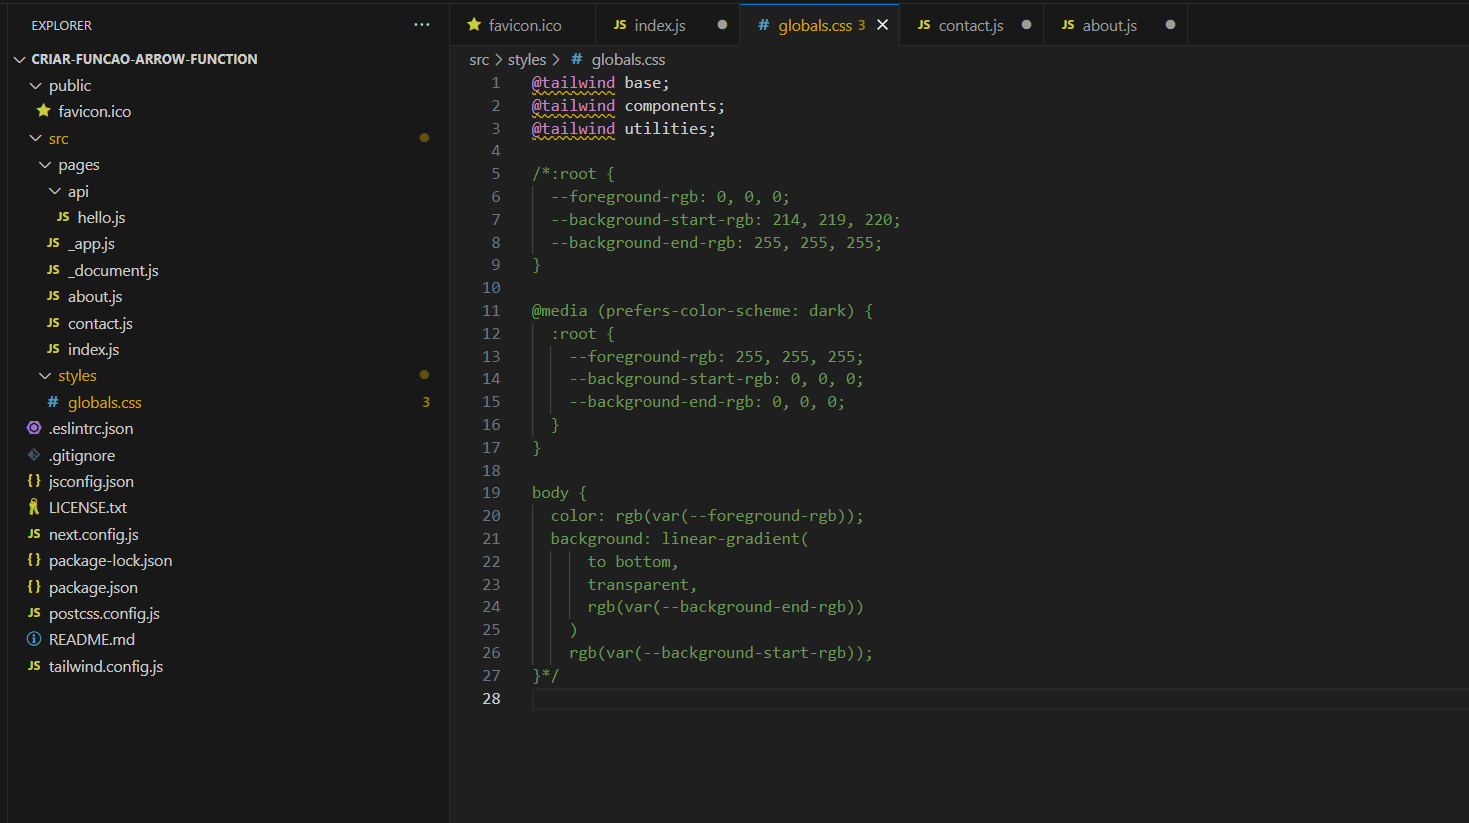 EXPLORER
···
CRIAR-FUNCAO-ARROW-FUNCTION
public
favicon.ico
src
pages
api
JS hello.js
JS _app.js
JS _document.js
JS about.js
JS contact.js
JS index.js
styles
# globals.css 3
.eslintrc.json
.gitignore
{} jsconfig.json
LICENSE.txt
JS next.config.js
{} package-lock.json
{} package.json
JS postcss.config.js
README.md
JS tailwind.config.js
favicon.ico
JS index.js
# globals.css 3
JS contact.js
JS about.js
src > styles > # globals.css
1 @tailwind base;
2 @tailwind components;
3 @tailwind utilities;
4
5 /*:root {
6 --foreground-rgb: 0, 0, 0;
7 --background-start-rgb: 214, 219, 220;
8 --background-end-rgb: 255, 255, 255;
9 }
10
11 @media (prefers-color-scheme: dark) {
12 :root {
13 --foreground-rgb: 255, 255, 255;
14 --background-start-rgb: 0, 0, 0;
15 --background-end-rgb: 0, 0, 0;
16 }
17 }
18
19 body {
20 color: rgb(var(--foreground-rgb));
21 background: linear-gradient(
22 to bottom,
23 transparent,
24 rgb(var(--background-end-rgb))
25 )
26 rgb(var(--background-start-rgb));
27 }*/
28